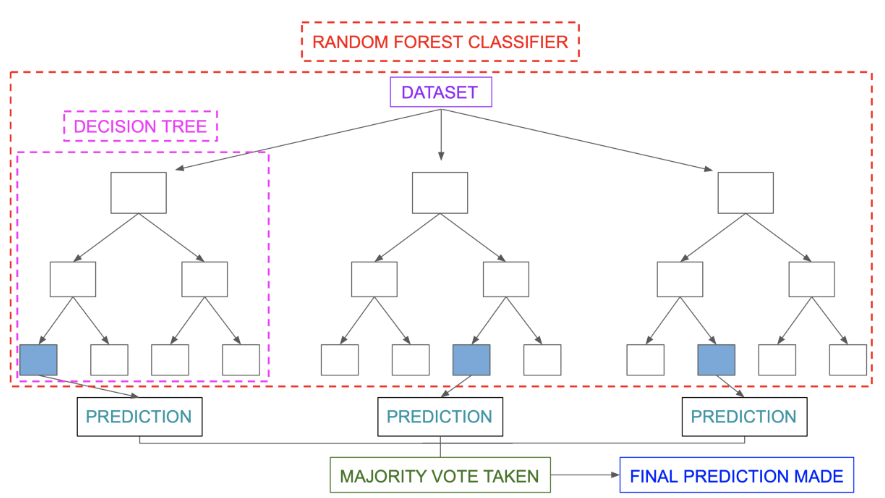 RANDOM FOREST CLASSIFIER
DATASET
DECISION TREE
PREDICTION
PREDICTION
PREDICTION
MAJORITY VOTE TAKEN
FINAL PREDICTION MADE